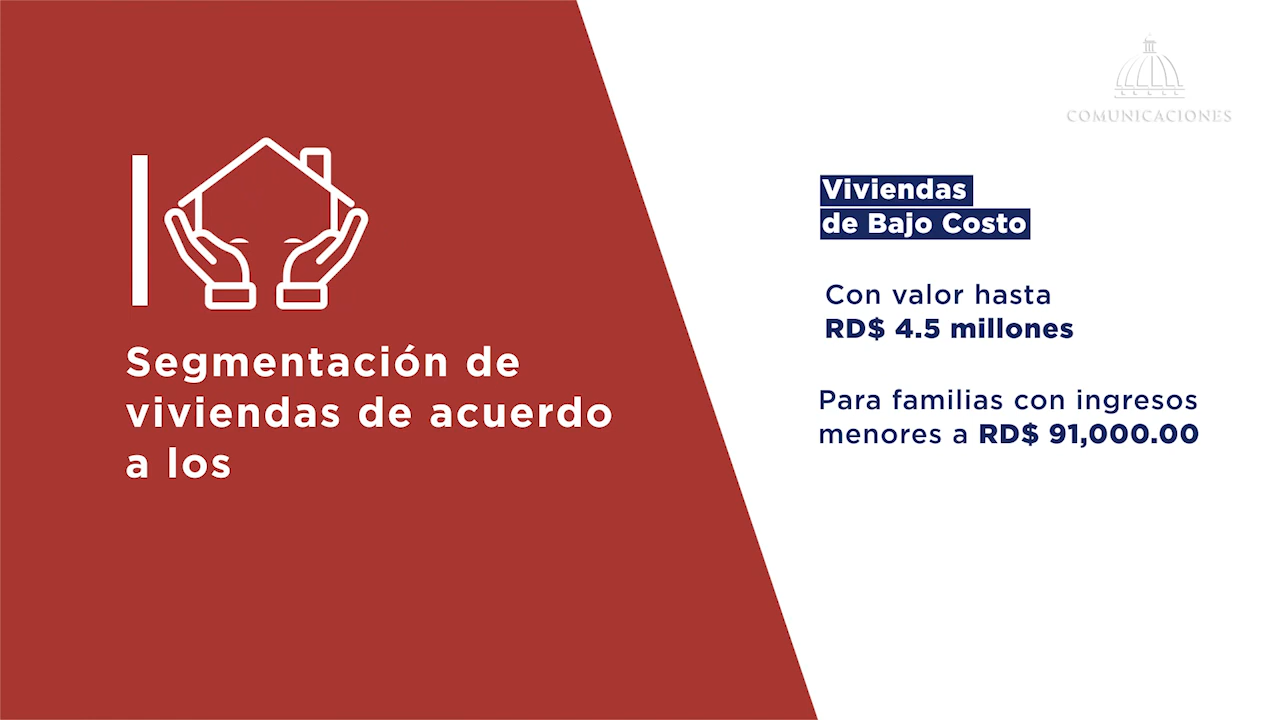 COMUNICACIONES
Segmentación de
viviendas de acuerdo
a los
Viviendas
de Bajo Costo
Con valor hasta
RD$ 4.5 millones
Para familias con ingresos
menores a RD$ 91,000.00